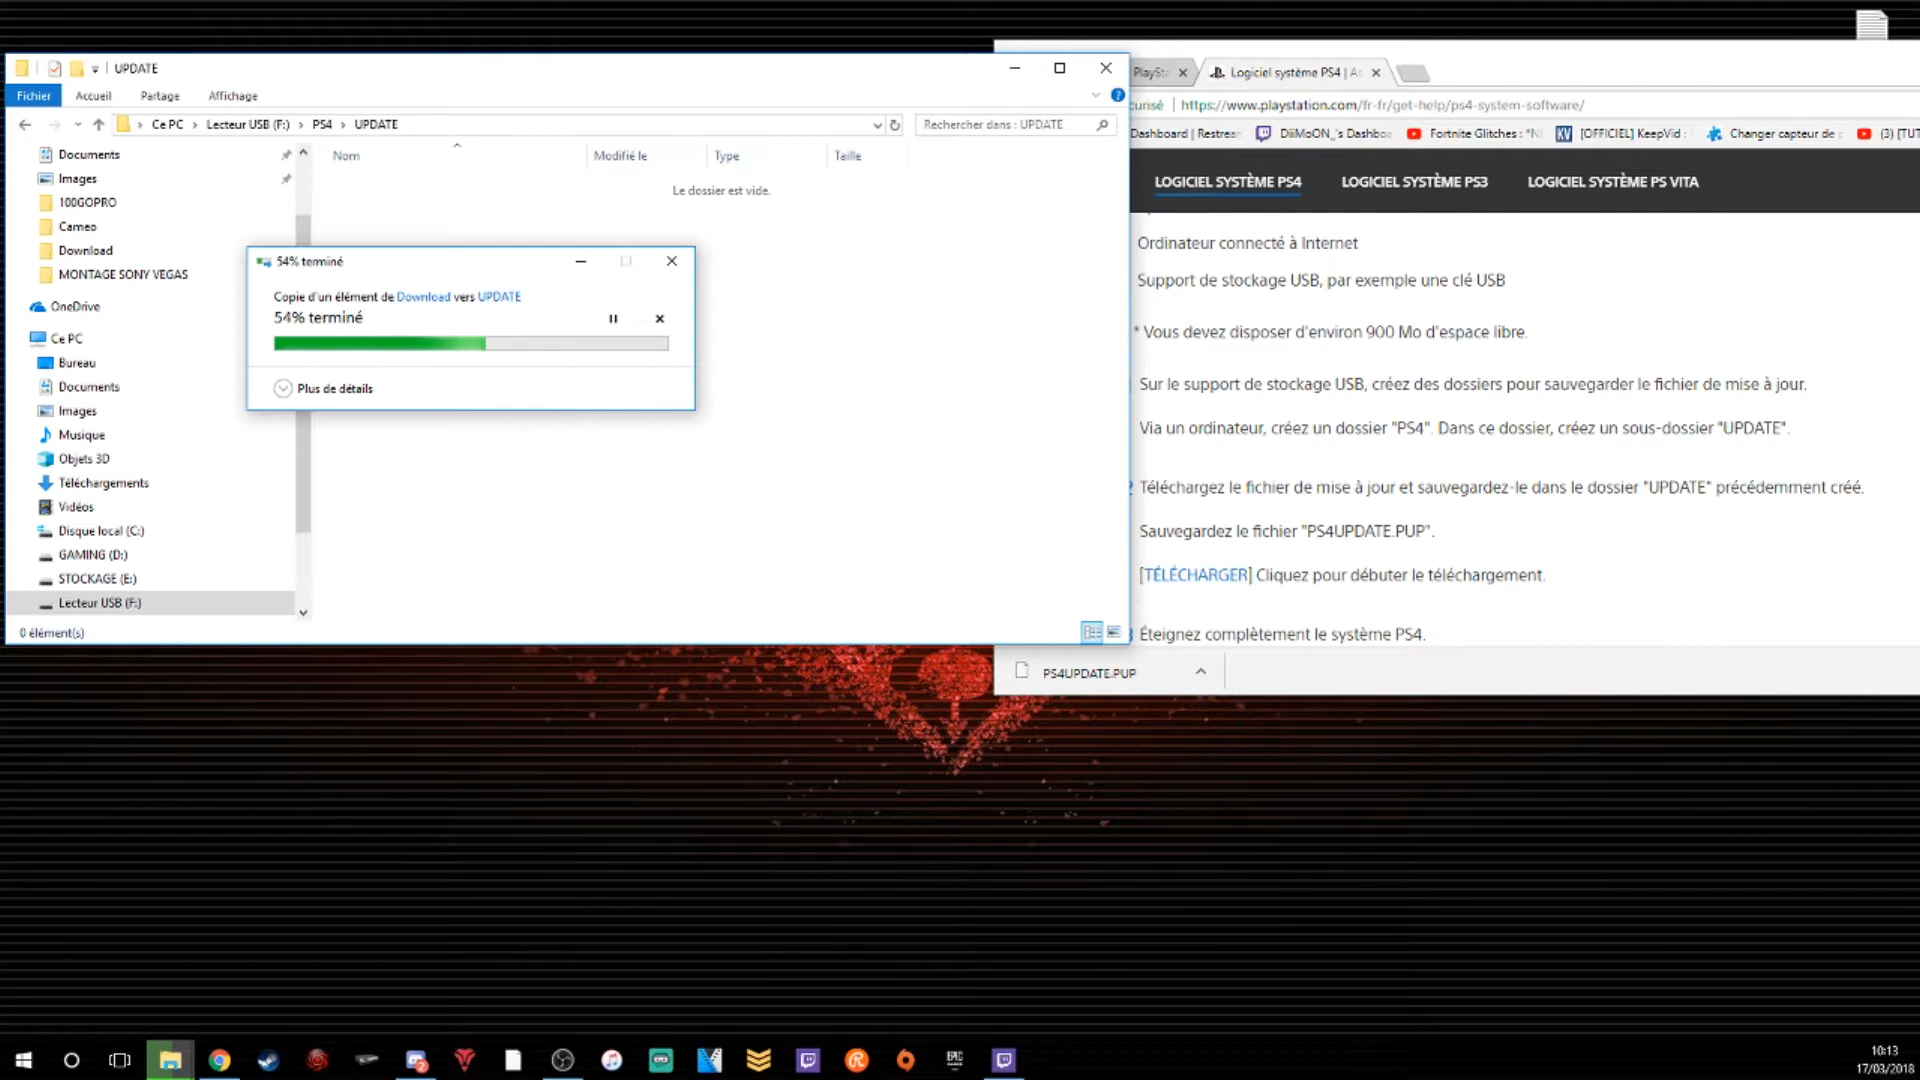 UPDATE
Fichier
Accueil
Partage
Affichage
Ce PC
Lecteur USB (F:)
PS4
UPDATE
Rechercher dans : UPDATE
Documents
Images
100GOPRO
Cameo
Download
MONTAGE SONY VEGAS
OneDrive
Ce PC
Bureau
Documents
Images
Musique
Objets 3D
Téléchargements
Vidéos
Disque local (C:)
GAMING (D:)
STOCKAGE (E:)
Lecteur USB (F:)
0 élément(s)
Nom
Modifié le
Type
Taille
Le dossier est vide.
54% terminé
Copie d'un élément de Download vers UPDATE
54% terminé
Plus de détails
PlaySta
Logiciel système PS4 | As
curisé
https://www.playstation.com/fr-fr/get-help/ps4-system-software/
Dashboard | Restrea
DiiMoON_'s Dashbo
Fortnite Glitches : *N
[OFFICIEL] KeepVid :
Changer capteur de
(3) [TUT
LOGICIEL SYSTÈME PS4
LOGICIEL SYSTÈME PS3
LOGICIEL SYSTÈME PS VITA
Ordinateur connecté à Internet
Support de stockage USB, par exemple une clé USB
* Vous devez disposer d'environ 900 Mo d'espace libre.
Sur le support de stockage USB, créez des dossiers pour sauvegarder le fichier de mise à jour.
Via un ordinateur, créez un dossier "PS4". Dans ce dossier, créez un sous-dossier "UPDATE".
Téléchargez le fichier de mise à jour et sauvegardez-le dans le dossier "UPDATE" précédemment créé.
Sauvegardez le fichier "PS4UPDATE.PUP".
[TÉLÉCHARGER] Cliquez pour débuter le téléchargement.
Éteignez complètement le système PS4.
PS4UPDATE.PUP
EPIC
10:13
17/03/2018